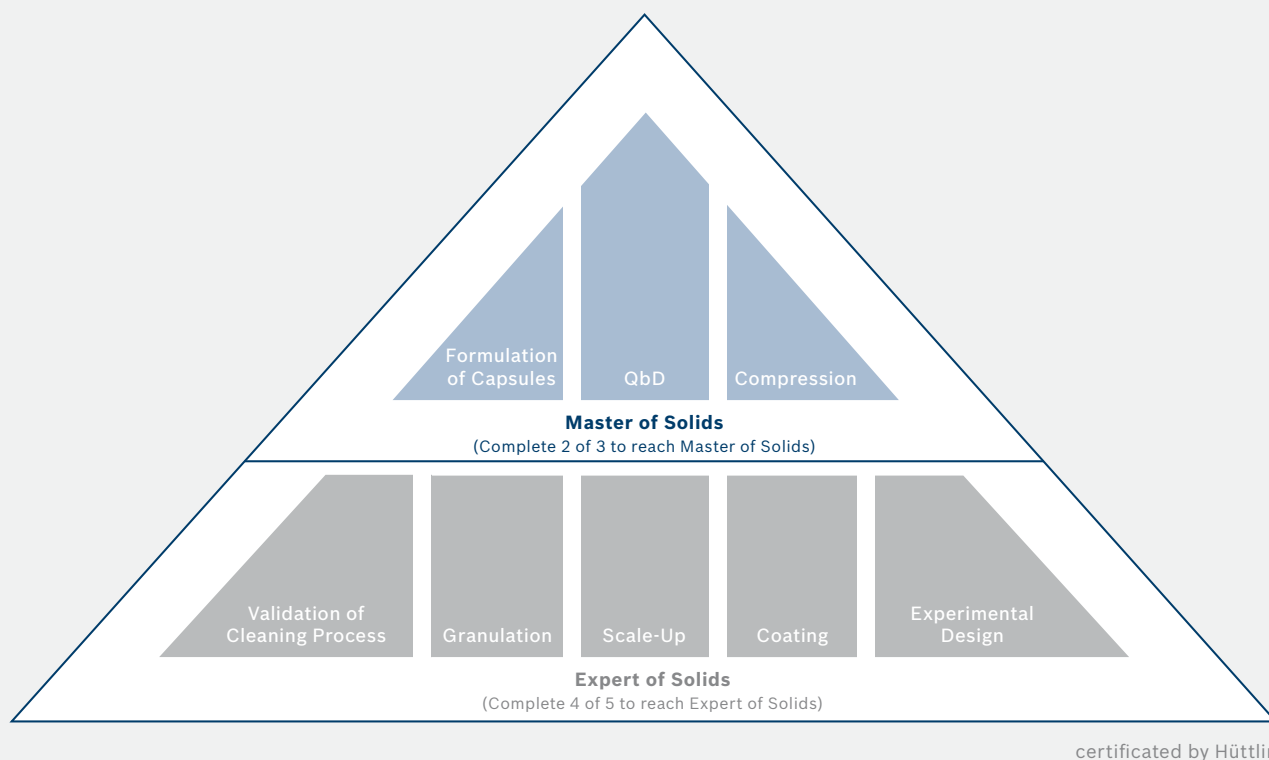 Formulation
of Capsules
QbD
Compression
Master of Solids
(Complete 2 of 3 to reach Master of Solids)
Validation of
Cleaning Process
Granulation
Scale-Up
Coating
Experimental
Design
Expert of Solids
(Complete 4 of 5 to reach Expert of Solids)
certificated by